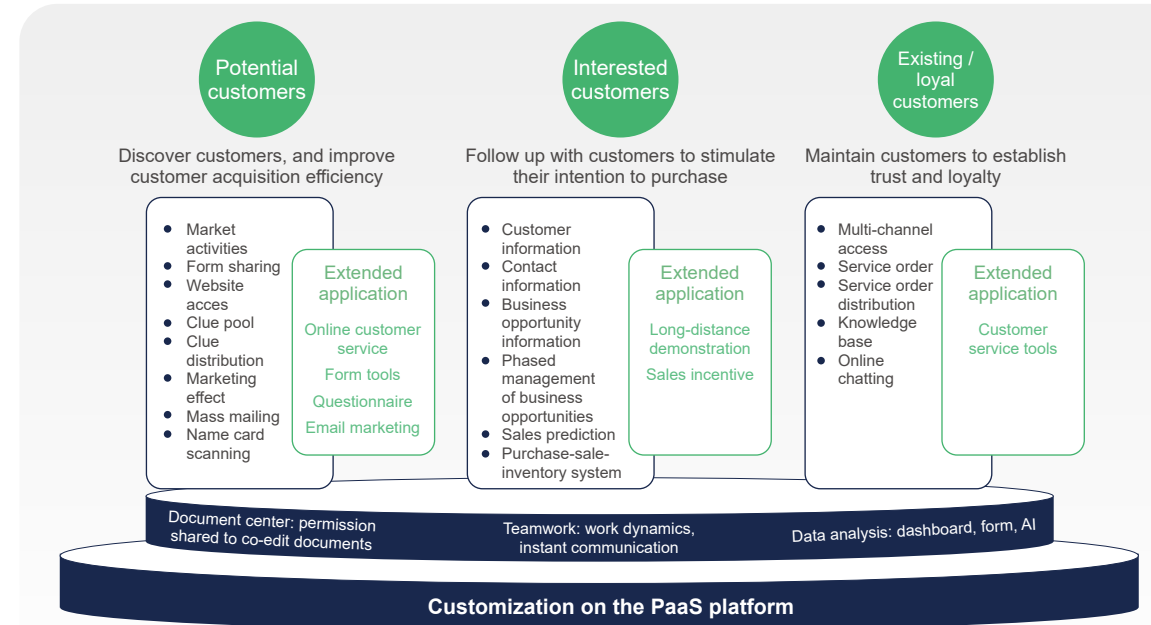 Potential
customers
Discover customers, and improve
customer acquisition efficiency
Market
activities
Form sharing
Website
acces
Clue pool
Clue
distribution
Marketing
effect
Mass mailing
Name card
scanning
Extended
application
Online customer
service
Form tools
Questionnaire
Email marketing
Interested
customers
Follow up with customers to stimulate
their intention to purchase
Customer
information
Contact
information
Business
opportunity
information
Phased
management
of business
opportunities
Sales prediction
Purchase-sale-
inventory system
Extended
application
Long-distance
demonstration
Sales incentive
Existing /
loyal
customers
Maintain customers to establish
trust and loyalty
Multi-channel
access
Service order
Service order
distribution
Knowledge
base
Online
chatting
Extended
application
Customer
service tools
Document center: permission
shared to co-edit documents
Teamwork: work dynamics,
instant communication
Data analysis: dashboard, form, AI
Customization on the PaaS platform